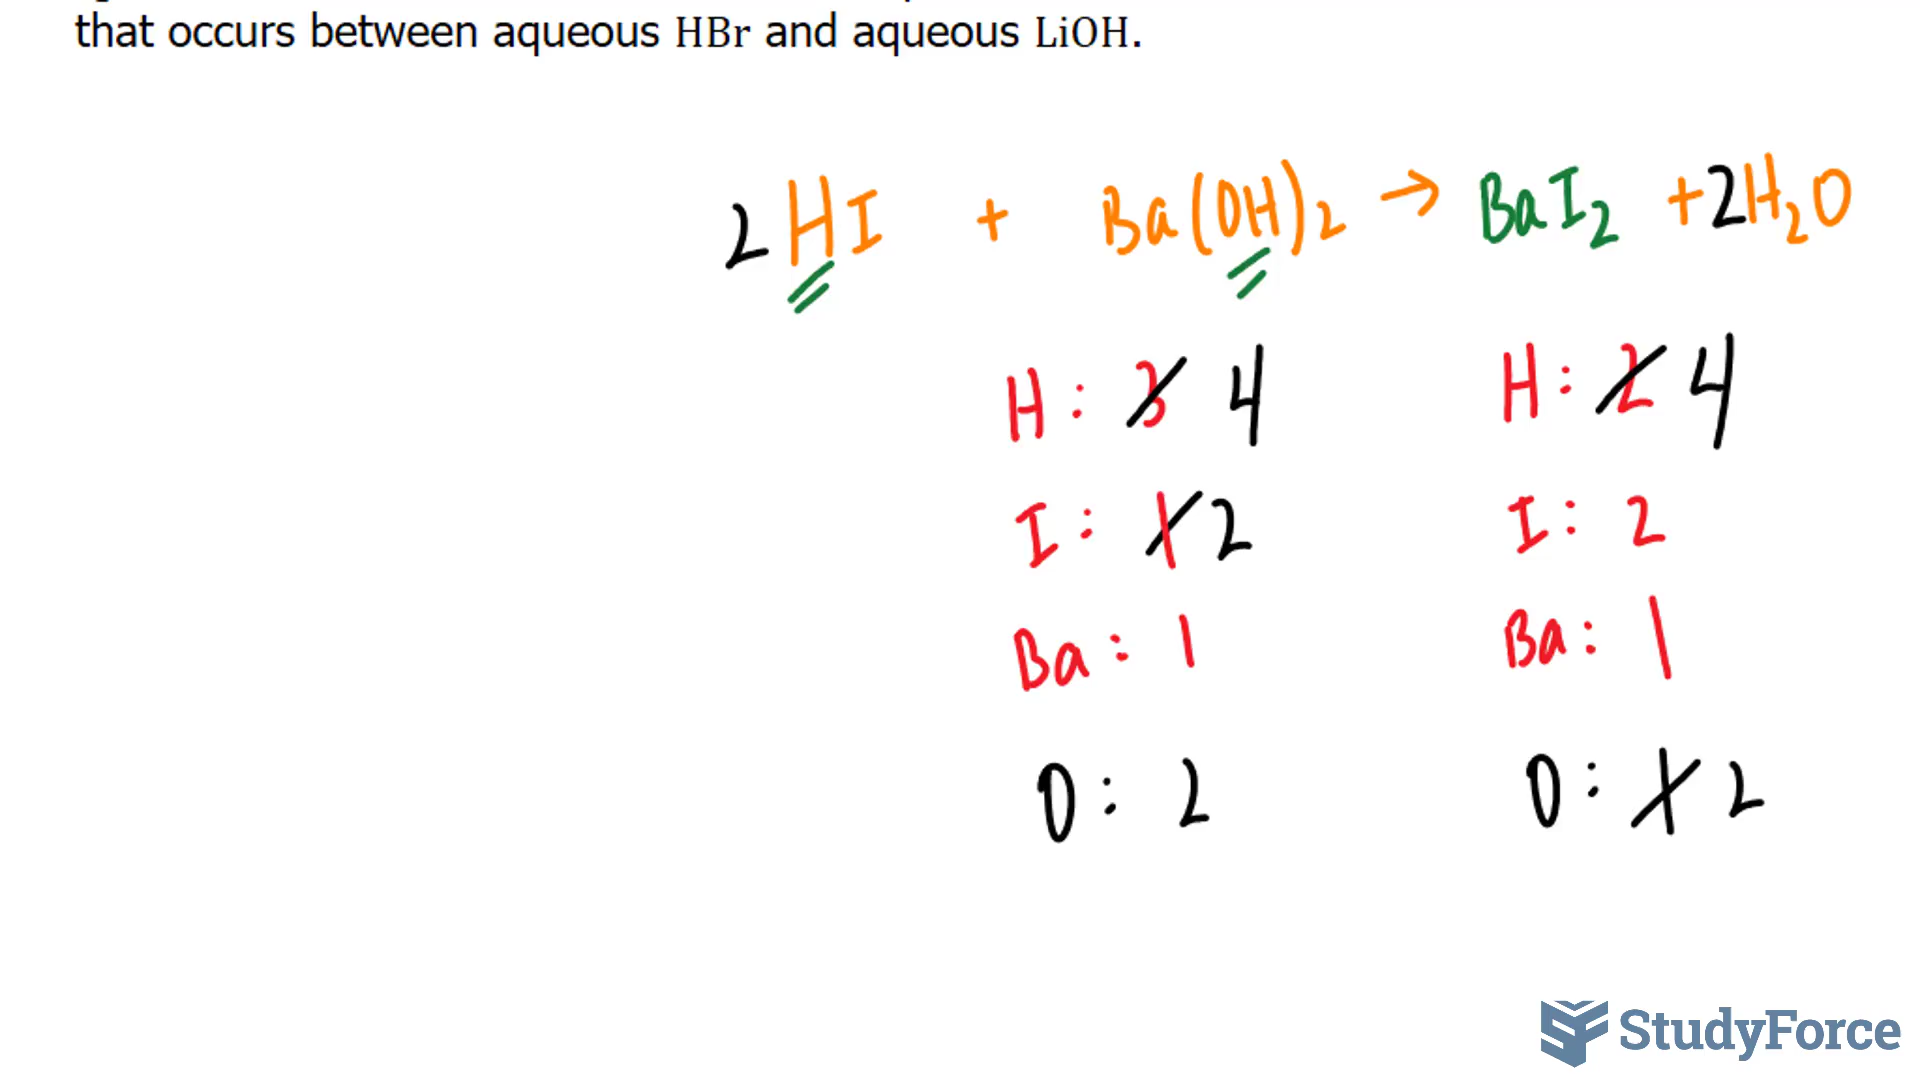 that occurs between aqueous HBr and aqueous LiOH.
2HI + Ba(OH)2 → BaI2 + 2H2O
H: 3 4 H: 2 4
I: 1 2 I: 2
Ba: 1 Ba: 1
O: 2 O: 1 2
StudyForce